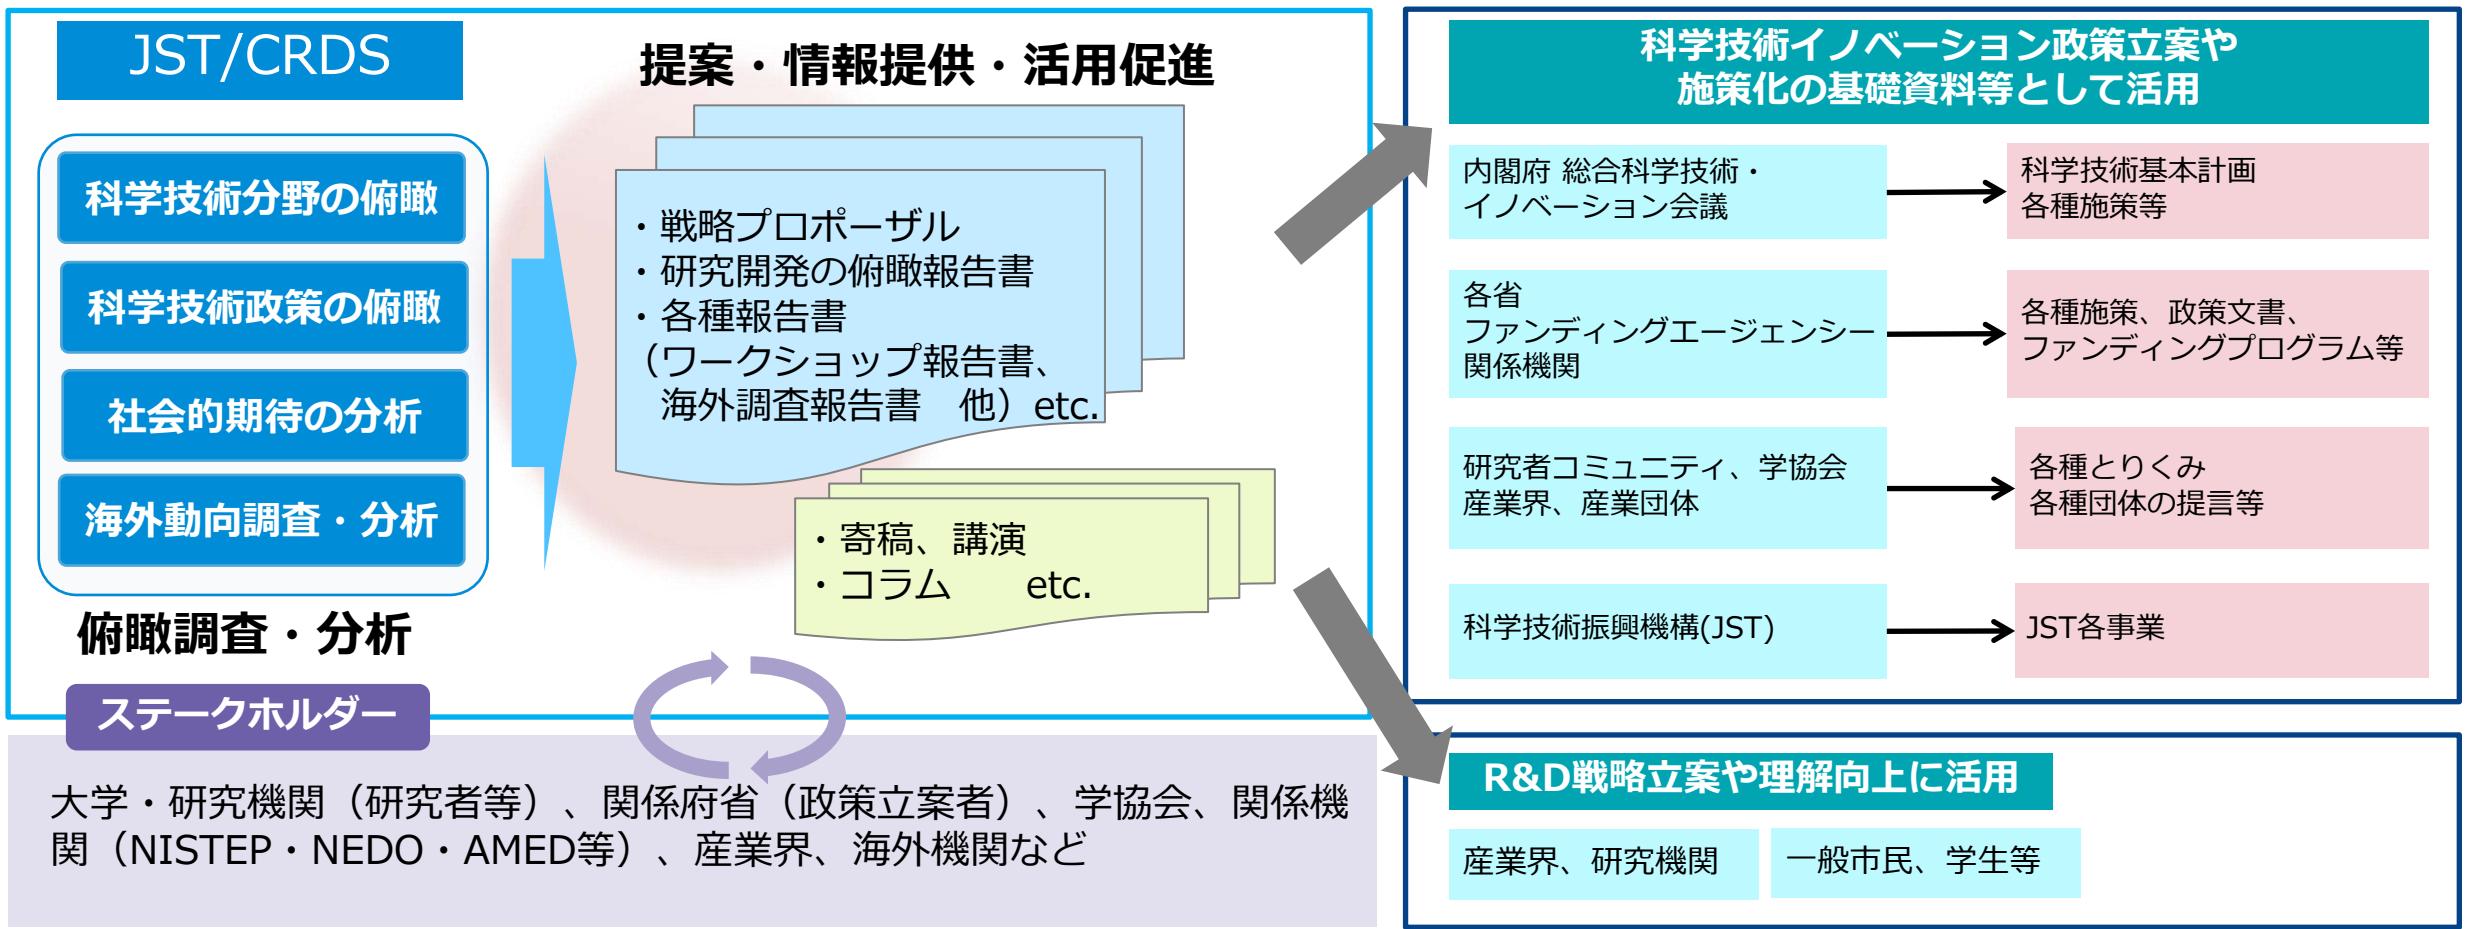 JST/CRDS
科学技術分野の俯瞰
科学技術政策の俯瞰
社会的期待の分析
海外動向調査・分析
俯瞰調査・分析
提案・情報提供・活用促進
・戦略プロポーザル
・研究開発の俯瞰報告書
・各種報告書
（ワークショップ報告書、
海外調査報告書　他）etc.
・寄稿、講演
・コラム　　etc.
ステークホルダー
大学・研究機関（研究者等）、関係府省（政策立案者）、学協会、関係機
関（NISTEP・NEDO・AMED等）、産業界、海外機関など
科学技術イノベーション政策立案や
施策化の基礎資料等として活用
内閣府 総合科学技術・
イノベーション会議
科学技術基本計画
各種施策等
各省
ファンディングエージェンシー
関係機関
各種施策、政策文書、
ファンディングプログラム等
研究者コミュニティ、学協会
産業界、産業団体
各種とりくみ
各種団体の提言等
科学技術振興機構(JST)
JST各事業
R&D戦略立案や理解向上に活用
産業界、研究機関
一般市民、学生等